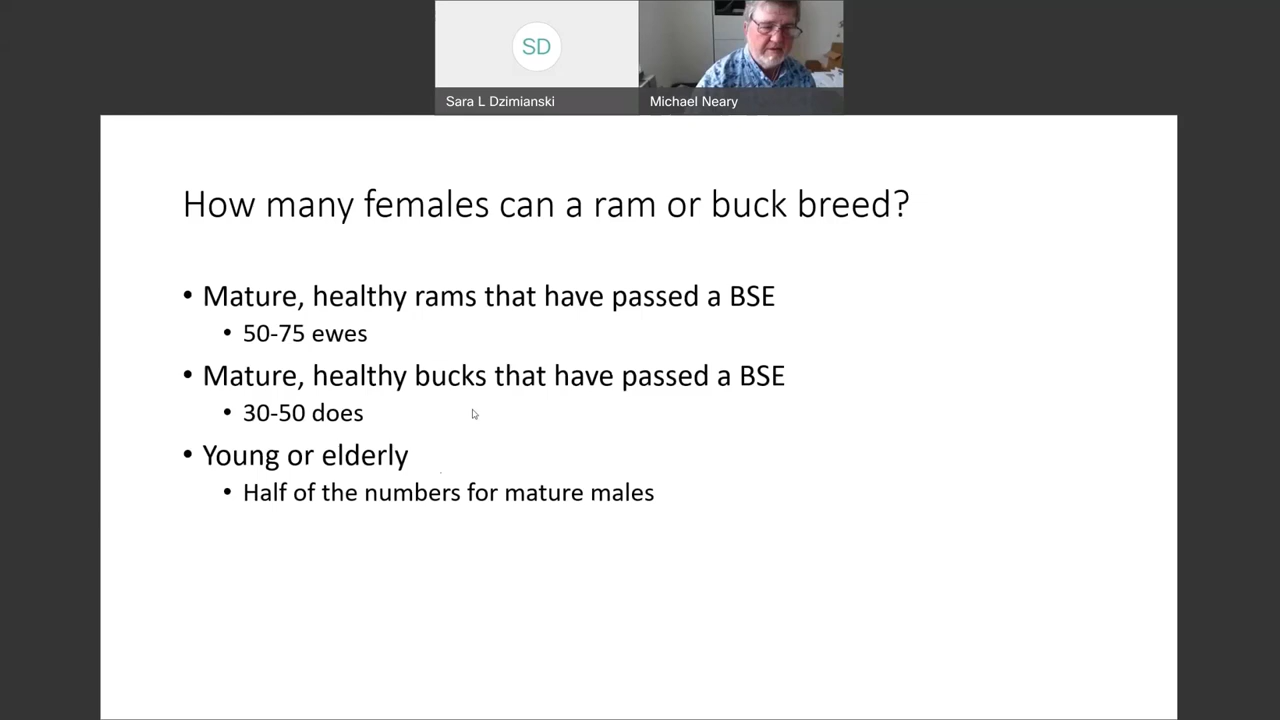 SD
Sara L Dzimianski
Michael Neary
How many females can a ram or buck breed?
• Mature, healthy rams that have passed a BSE
• 50-75 ewes
• Mature, healthy bucks that have passed a BSE
• 30-50 does
• Young or elderly
• Half of the numbers for mature males